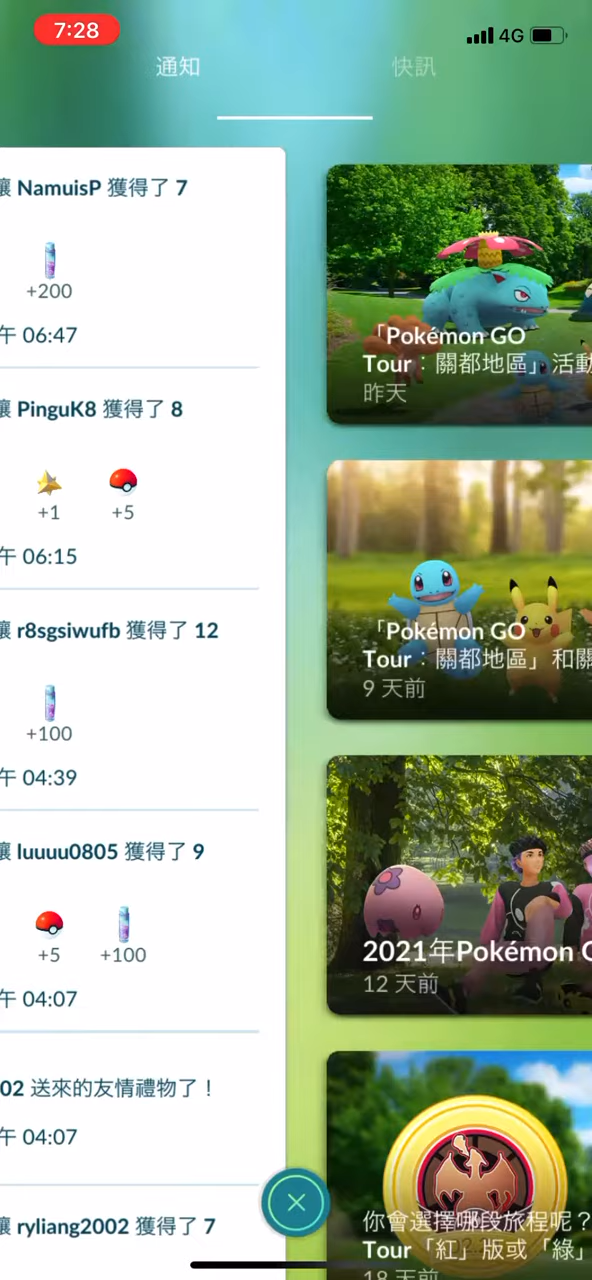 7:28
4G
通知
快訊
讓 NamuisP 獲得了 7
+200
午 06:47
讓 PinguK8 獲得了 8
+1
+5
午 06:15
讓 r8sgsiwufb 獲得了 12
+100
午 04:39
讓 luuuu0805 獲得了 9
+5
+100
午 04:07
02 送來的友情禮物了！
午 04:07
讓 ryliang2002 獲得了 7
「Pokémon GO
Tour：關都地區」活動
昨天
「Pokémon GO
Tour：關都地區」和關
9 天前
2021年Pokémon G
12 天前
你會選擇哪段旅程呢？
Tour「紅」版或「綠」
18 天前